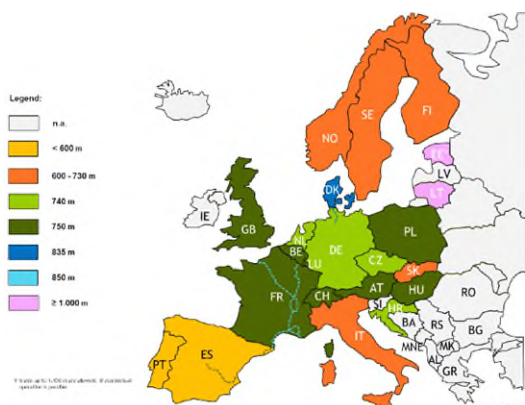 Legend:
n.a.
< 600 m
600 - 730 m
740 m
750 m
835 m
850 m
≥ 1.000 m
NO
SE
FI
EE
LV
LT
DK
IE
GB
NL
BE
LU
DE
PL
CZ
SK
FR
CH
AT
HU
SI
HR
RO
IT
BA
RS
BG
MNE
MK
AL
GR
PT
ES